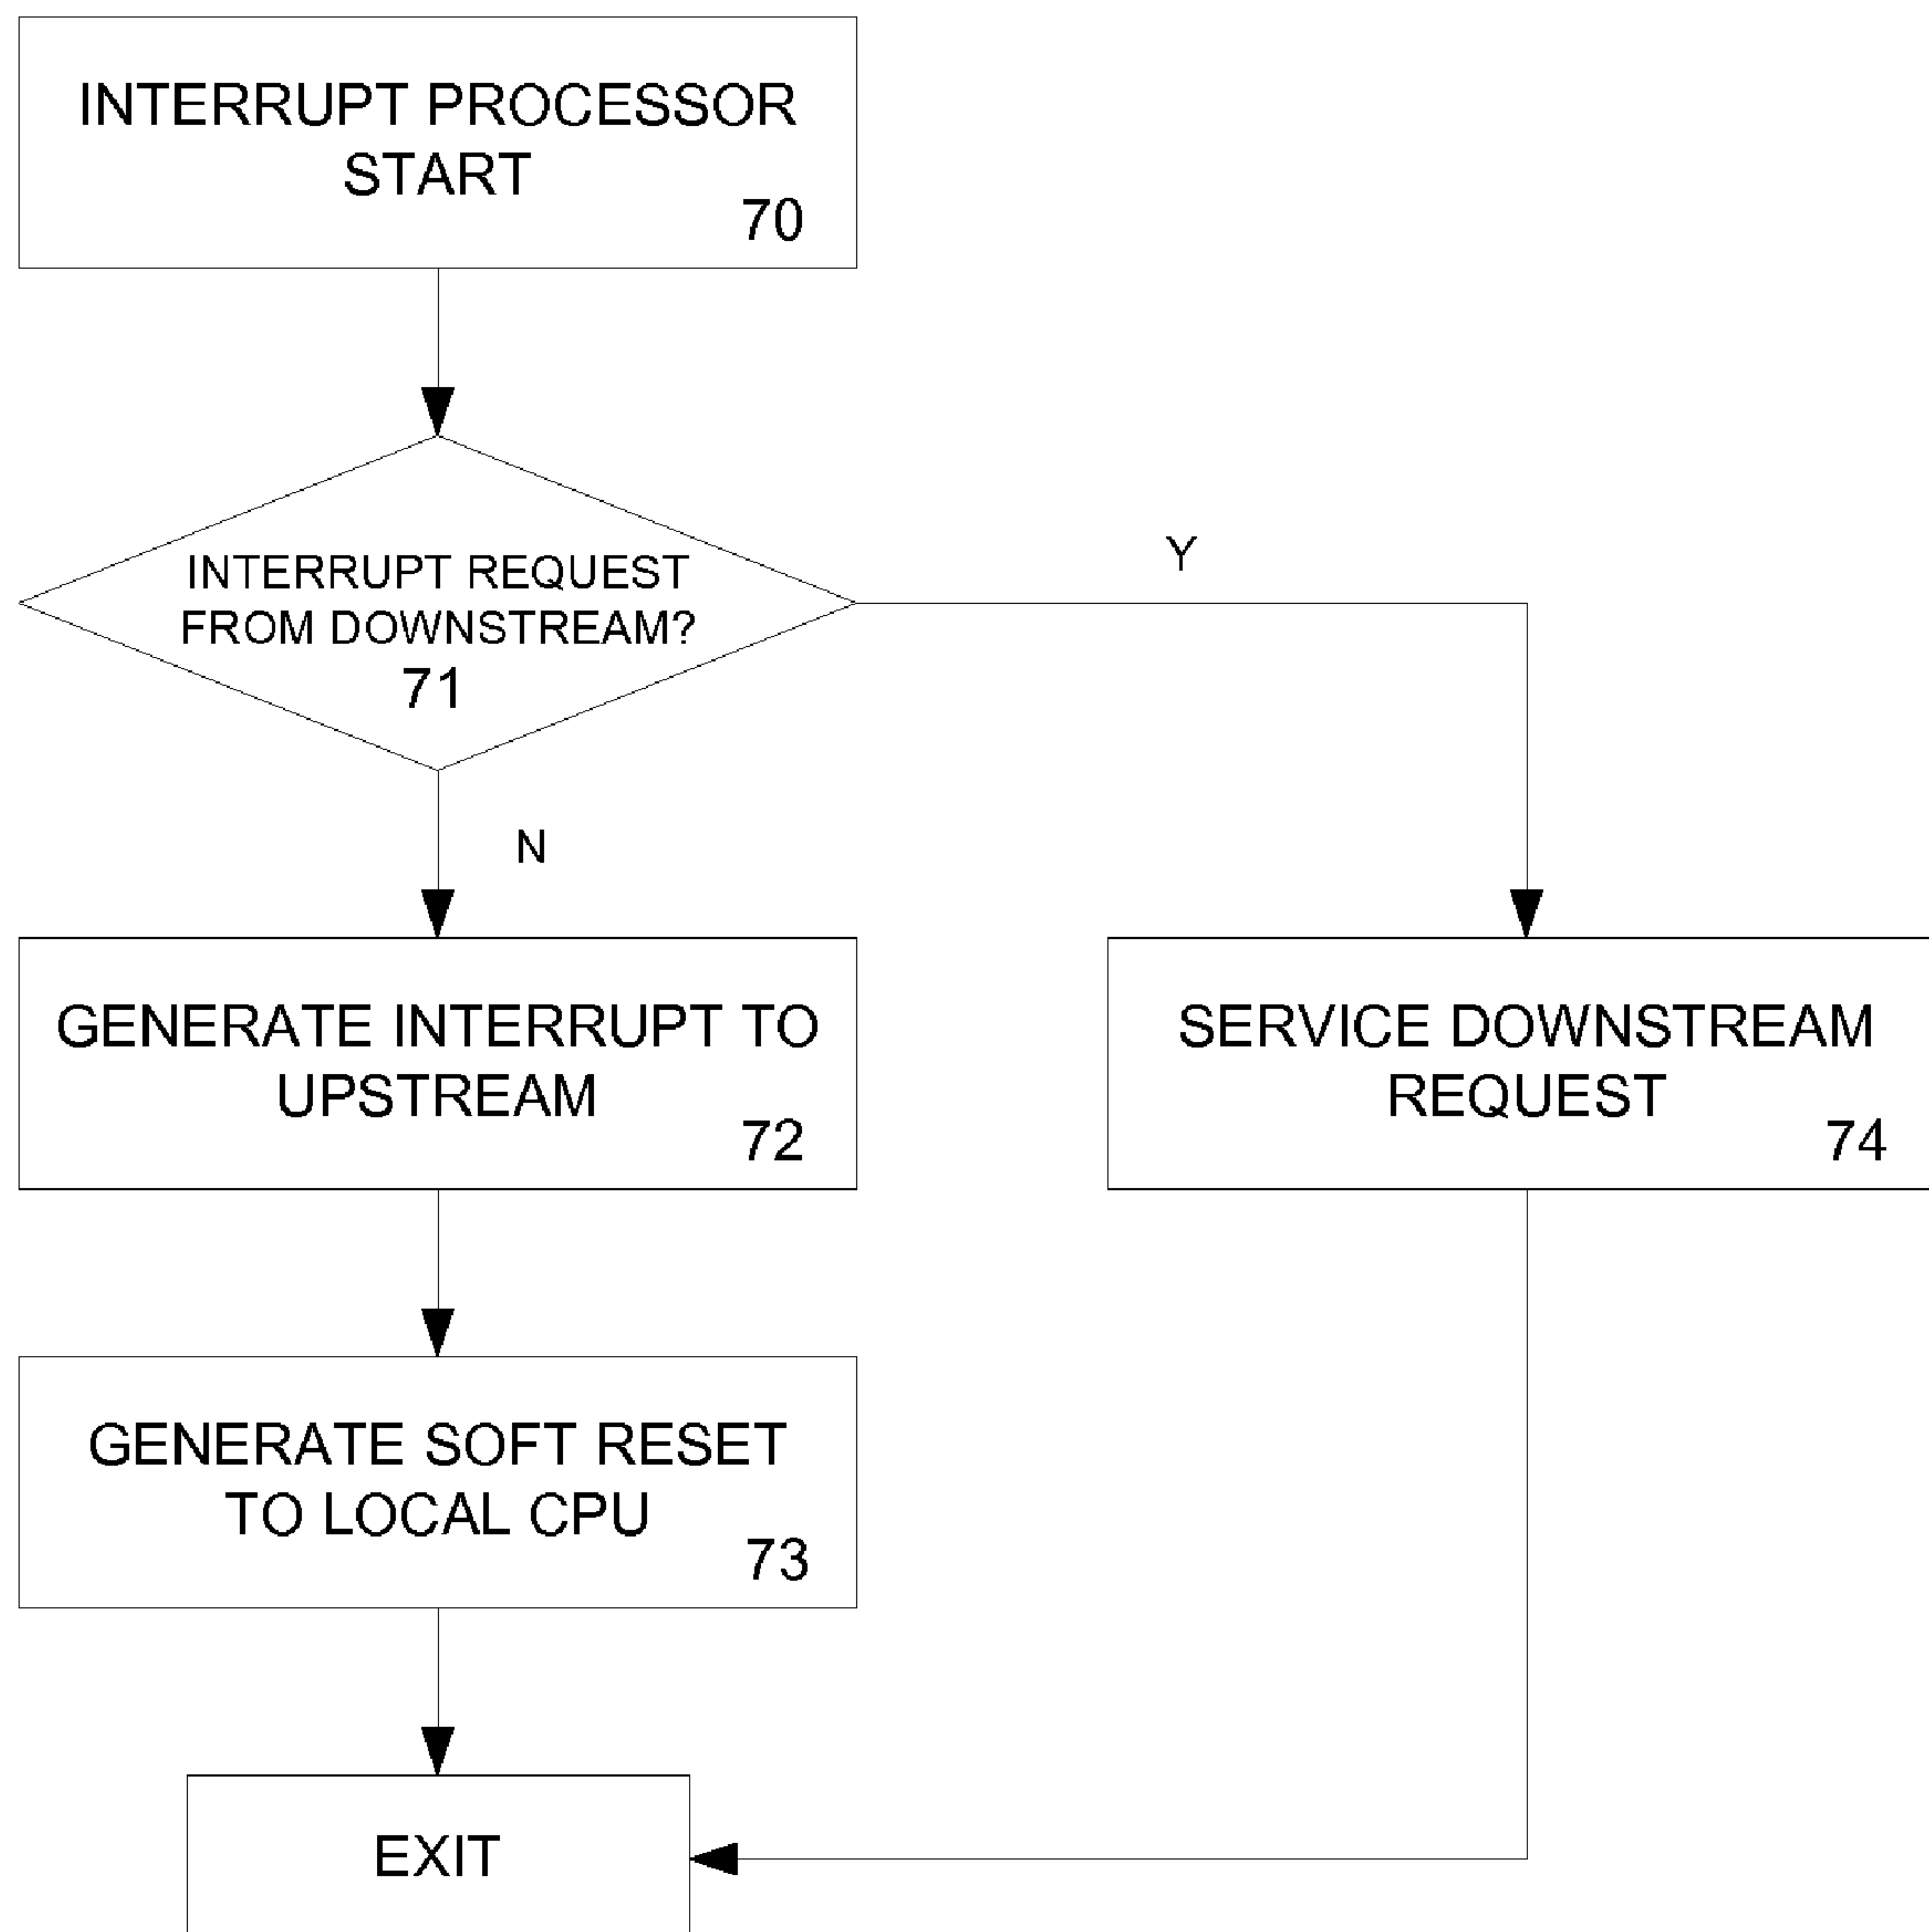 INTERRUPT PROCESSOR
START
70
INTERRUPT REQUEST
FROM DOWNSTREAM?
71
Y
N
GENERATE INTERRUPT TO
UPSTREAM
72
SERVICE DOWNSTREAM
REQUEST
74
GENERATE SOFT RESET
TO LOCAL CPU
73
EXIT